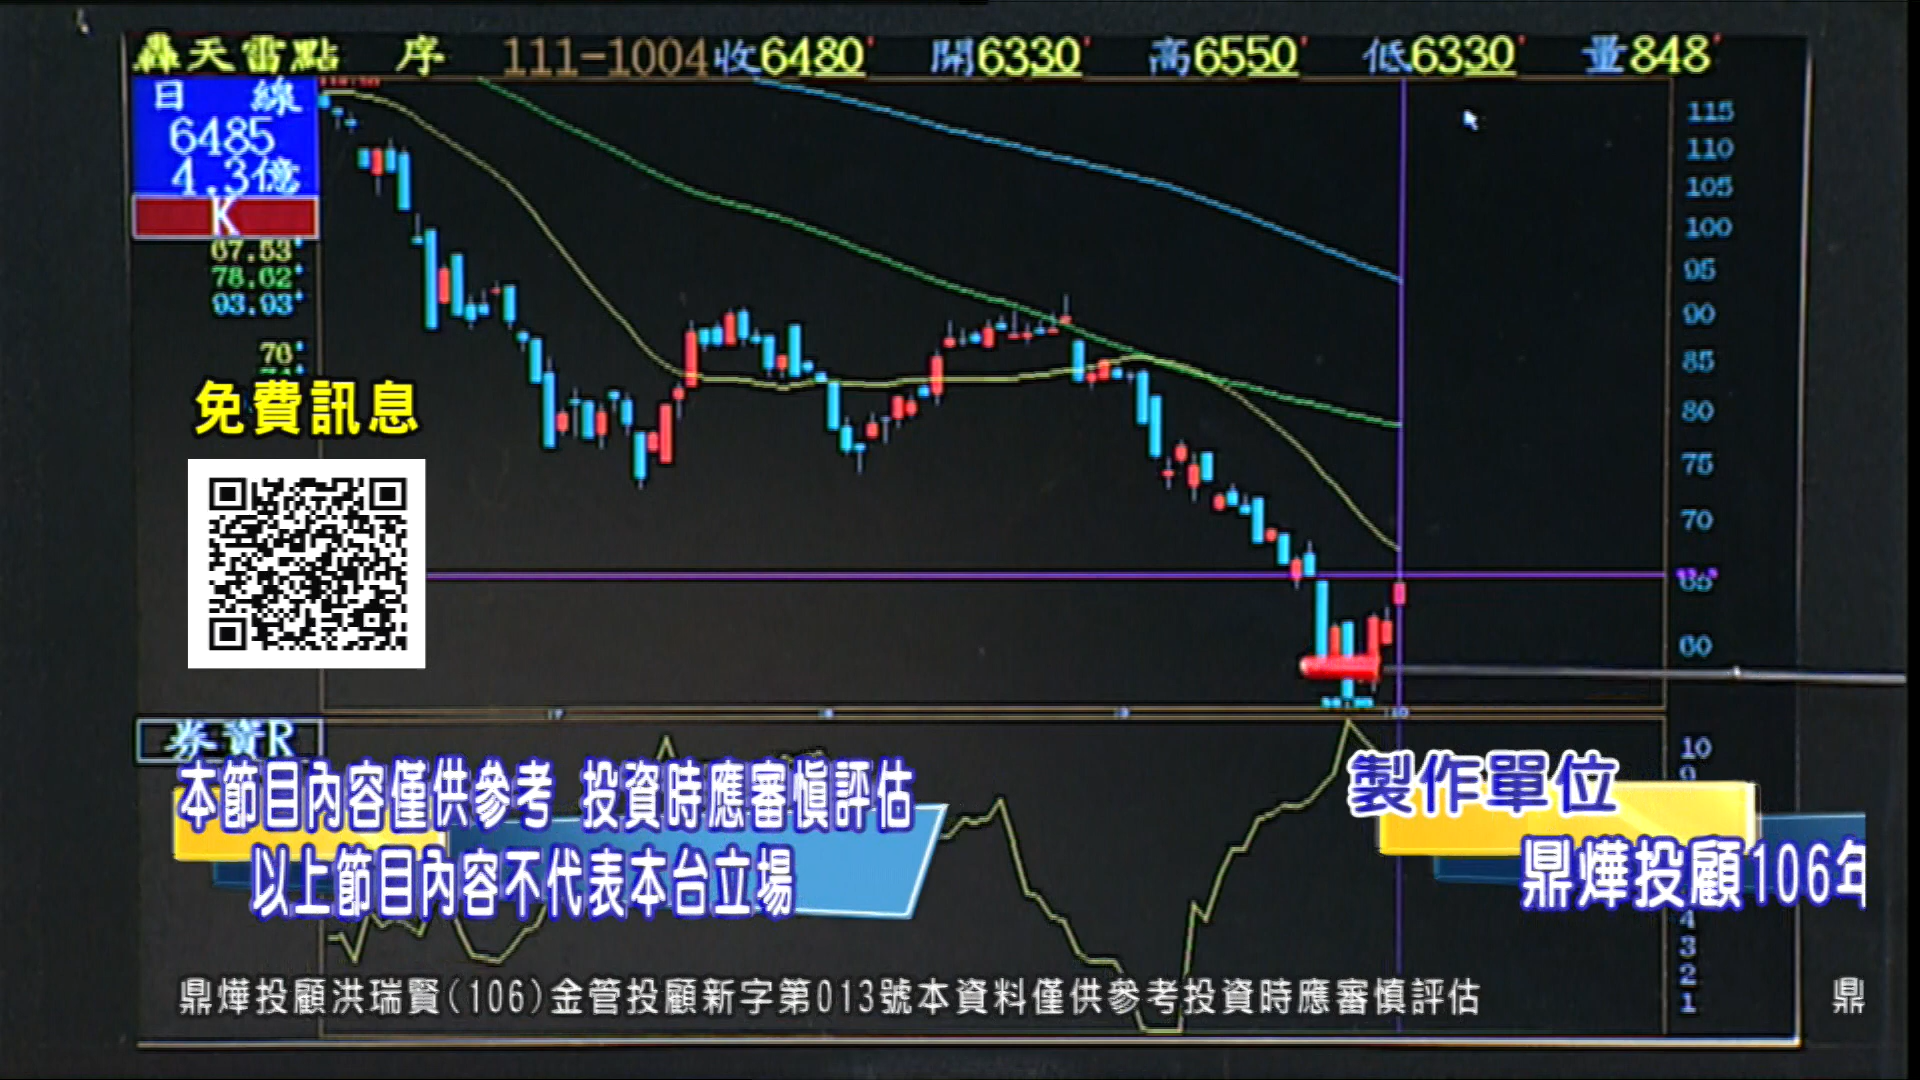 轟天雷點 序 111-1004 收6480 開6330 高6550 低6330 量848
日 線
6485
4.3億
K
67.53
78.62
93.93
76
115
110
105
100
95
90
85
80
75
70
65
60
免費訊息
券資R
10
9
4
3
2
1
本節目內容僅供參考 投資時應審慎評估
以上節目內容不代表本台立場
製作單位
鼎燁投顧106年
鼎燁投顧洪瑞賢(106)金管投顧新字第013號本資料僅供參考投資時應審慎評估 鼎